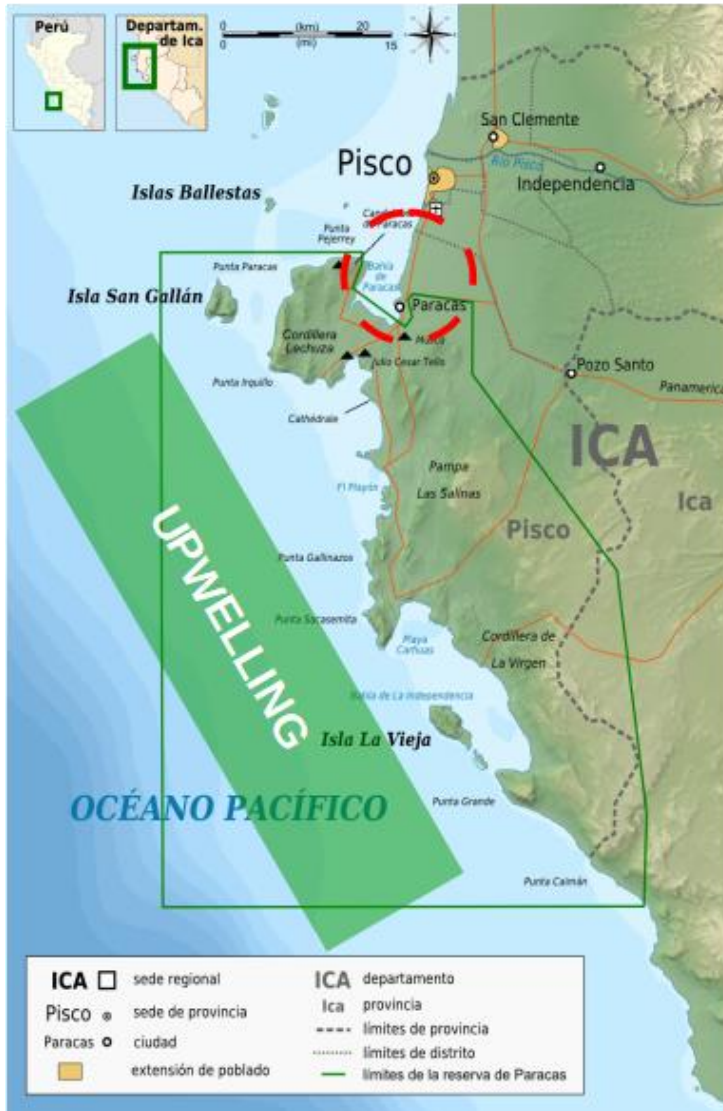 Perú
Departam.
de Ica
0 (km) 20
0 (mi) 15
San Clemente
Río Pisco
Pisco
Independencia
Islas Ballestas
Candelabro
de Paracas
Punta
Pejerrey
Punta Paracas
Bahía
de
Paracas
Isla San Gallán
Paracas
Cordillera
Lechuza
Museo
Julio Cesar Tello
Pozo Santo
Punta Irquillo
Panamerica
Cathédrale
ICA
Pampa
Las Salinas
El Playón
Pisco
Ica
UPWELLING
Punta Gallinazos
Punta Sacasemita
Playa
Carhuas
Cordillera de
La Virgen
Bahía de La Independencia
Isla La Vieja
OCÉANO PACÍFICO
Punta Grande
Punta Caimán
ICA sede regional
Pisco sede de provincia
Paracas ciudad
extensión de poblado
ICA departamento
Ica provincia
límites de provincia
límites de distrito
límites de la reserva de Paracas